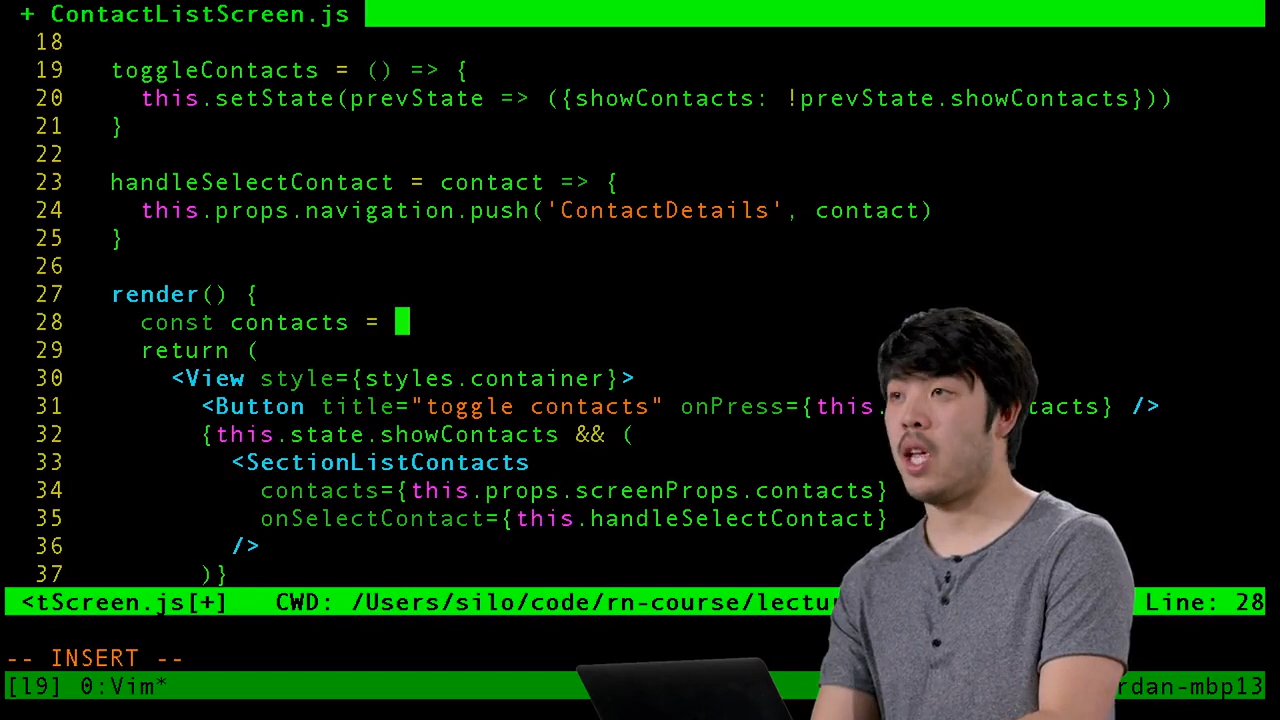 + ContactListScreen.js
18
19 toggleContacts = () => {
20 this.setState(prevState => ({showContacts: !prevState.showContacts}))
21 }
22
23 handleSelectContact = contact => {
24 this.props.navigation.push('ContactDetails', contact)
25 }
26
27 render() {
28 const contacts =
29 return (
30 <View style={styles.container}>
31 <Button title="toggle contacts" onPress={this. tacts} />
32 {this.state.showContacts && (
33 <SectionListContacts
34 contacts={this.props.screenProps.contacts}
35 onSelectContact={this.handleSelectContact}
36 />
37 )}
<tScreen.js[+] CWD: /Users/silo/code/rn-course/lectur Line: 28
-- INSERT --
[l9] 0:Vim* rdan-mbp13